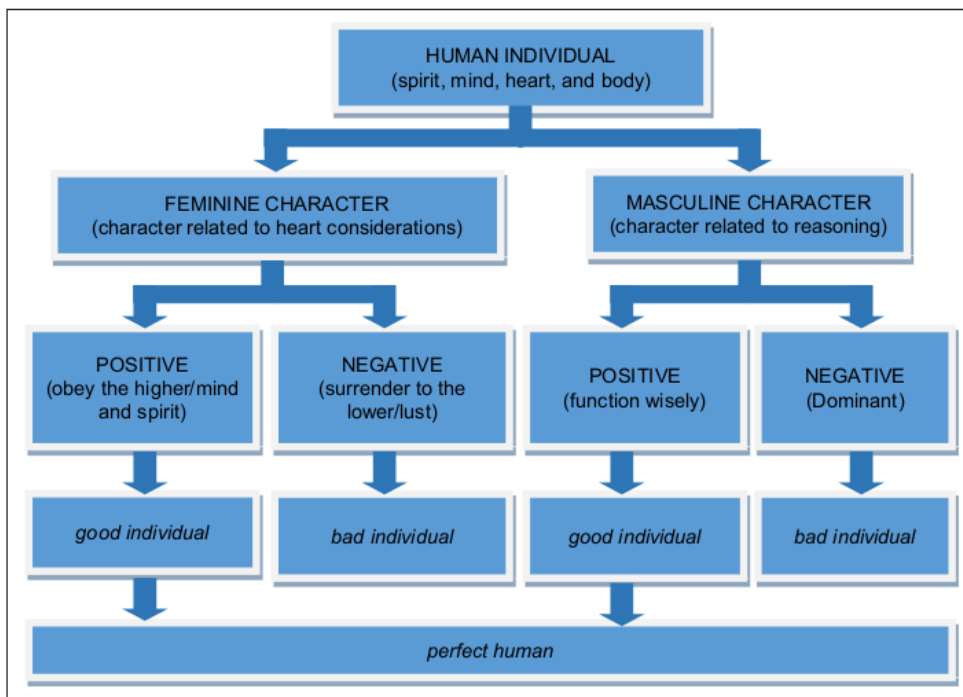 HUMAN INDIVIDUAL
(spirit, mind, heart, and body)
FEMININE CHARACTER
(character related to heart considerations)
MASCULINE CHARACTER
(character related to reasoning)
POSITIVE
(obey the higher/mind
and spirit)
NEGATIVE
(surrender to the
lower/lust)
POSITIVE
(function wisely)
NEGATIVE
(Dominant)
good individual
bad individual
good individual
bad individual
perfect human